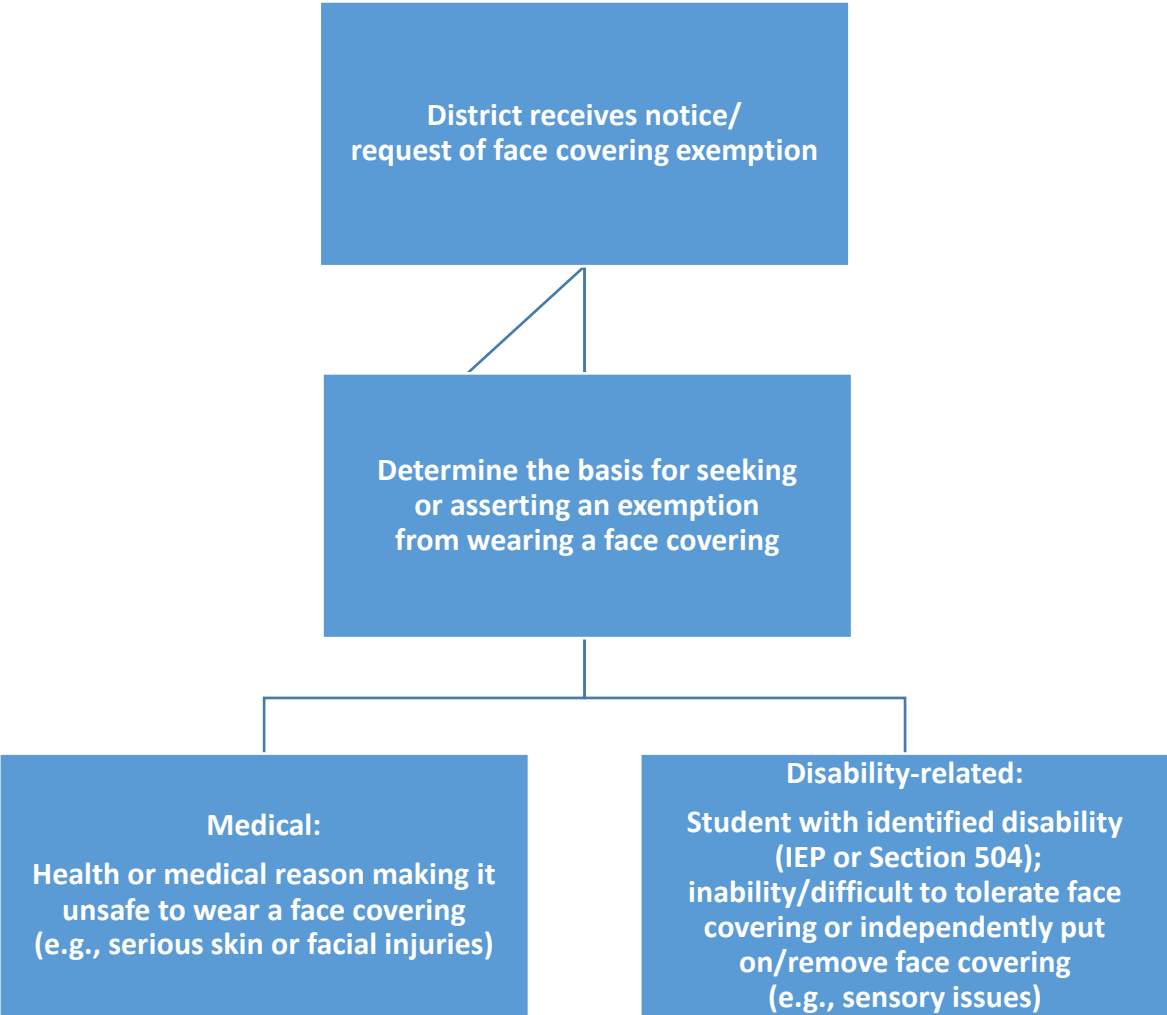 District receives notice/
request of face covering exemption
Determine the basis for seeking
or asserting an exemption
from wearing a face covering
Medical:
Health or medical reason making it
unsafe to wear a face covering
(e.g., serious skin or facial injuries)
Disability-related:
Student with identified disability
(IEP or Section 504);
inability/difficult to tolerate face
covering or independently put
on/remove face covering
(e.g., sensory issues)